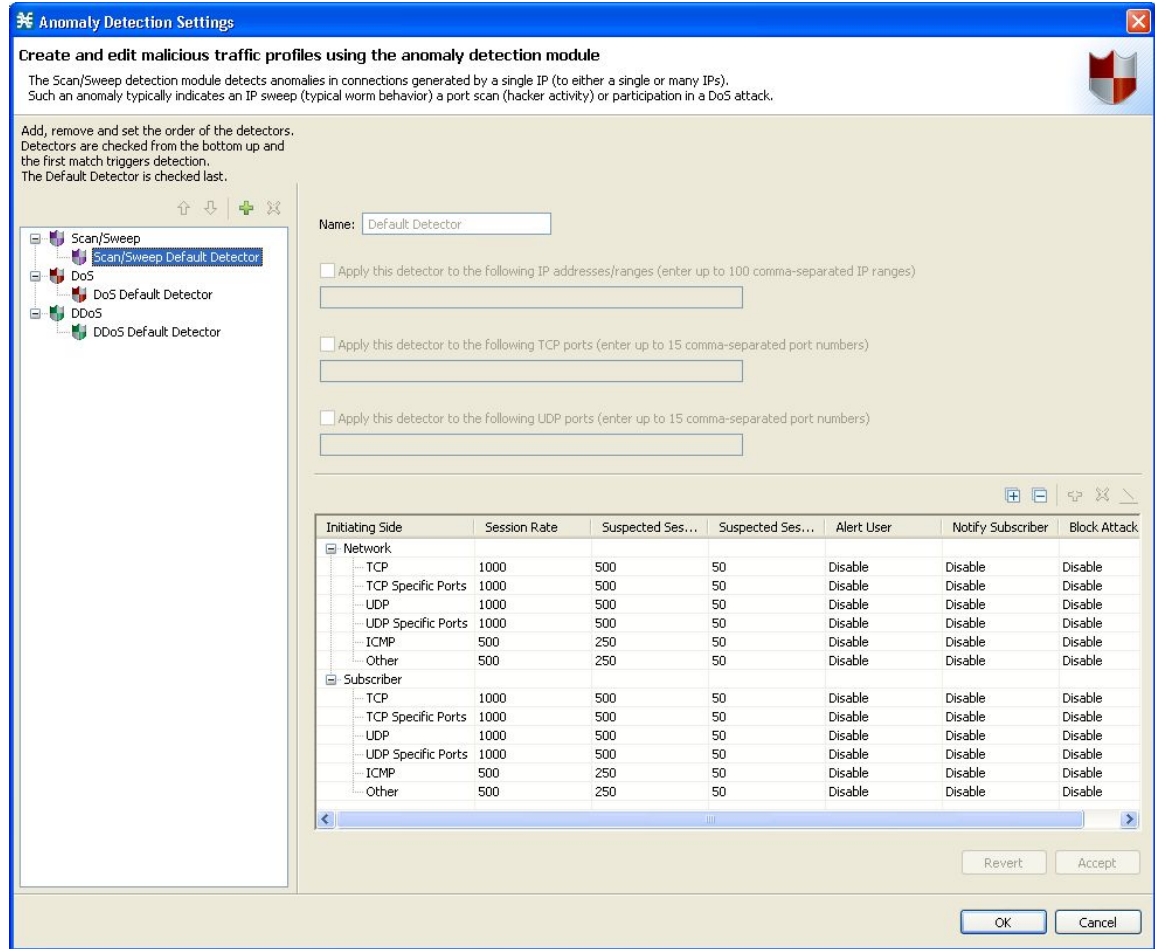 Anomaly Detection Settings
Create and edit malicious traffic profiles using the anomaly detection module
The Scan/Sweep detection module detects anomalies in connections generated by a single IP (to either a single or many IPs).
Such an anomaly typically indicates an IP sweep (typical worm behavior) a port scan (hacker activity) or participation in a DoS attack.
Add, remove and set the order of the detectors.
Detectors are checked from the bottom up and
the first match triggers detection.
The Default Detector is checked last.
Scan/Sweep
Scan/Sweep Default Detector
DoS
DoS Default Detector
DDoS
DDoS Default Detector
Name: Default Detector
Apply this detector to the following IP addresses/ranges (enter up to 100 comma-separated IP ranges)
Apply this detector to the following TCP ports (enter up to 15 comma-separated port numbers)
Apply this detector to the following UDP ports (enter up to 15 comma-separated port numbers)
Initiating Side Session Rate Suspected Ses... Suspected Ses... Alert User Notify Subscriber Block Attack
Network
TCP 1000 500 50 Disable Disable Disable
TCP Specific Ports 1000 500 50 Disable Disable Disable
UDP 1000 500 50 Disable Disable Disable
UDP Specific Ports 1000 500 50 Disable Disable Disable
ICMP 500 250 50 Disable Disable Disable
Other 500 250 50 Disable Disable Disable
Subscriber
TCP 1000 500 50 Disable Disable Disable
TCP Specific Ports 1000 500 50 Disable Disable Disable
UDP 1000 500 50 Disable Disable Disable
UDP Specific Ports 1000 500 50 Disable Disable Disable
ICMP 500 250 50 Disable Disable Disable
Other 500 250 50 Disable Disable Disable
Revert Accept
OK Cancel